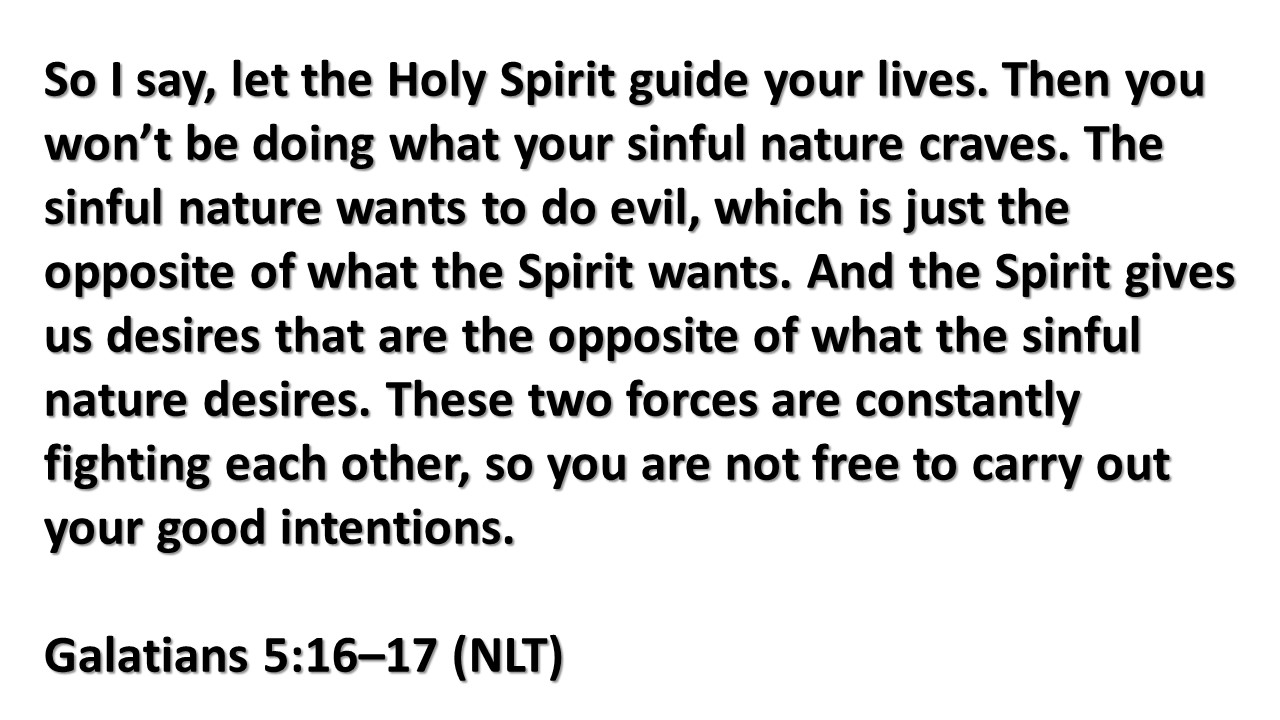 So I say, let the Holy Spirit guide your lives. Then you
won’t be doing what your sinful nature craves. The
sinful nature wants to do evil, which is just the
opposite of what the Spirit wants. And the Spirit gives
us desires that are the opposite of what the sinful
nature desires. These two forces are constantly
fighting each other, so you are not free to carry out
your good intentions.
Galatians 5:16–17 (NLT)